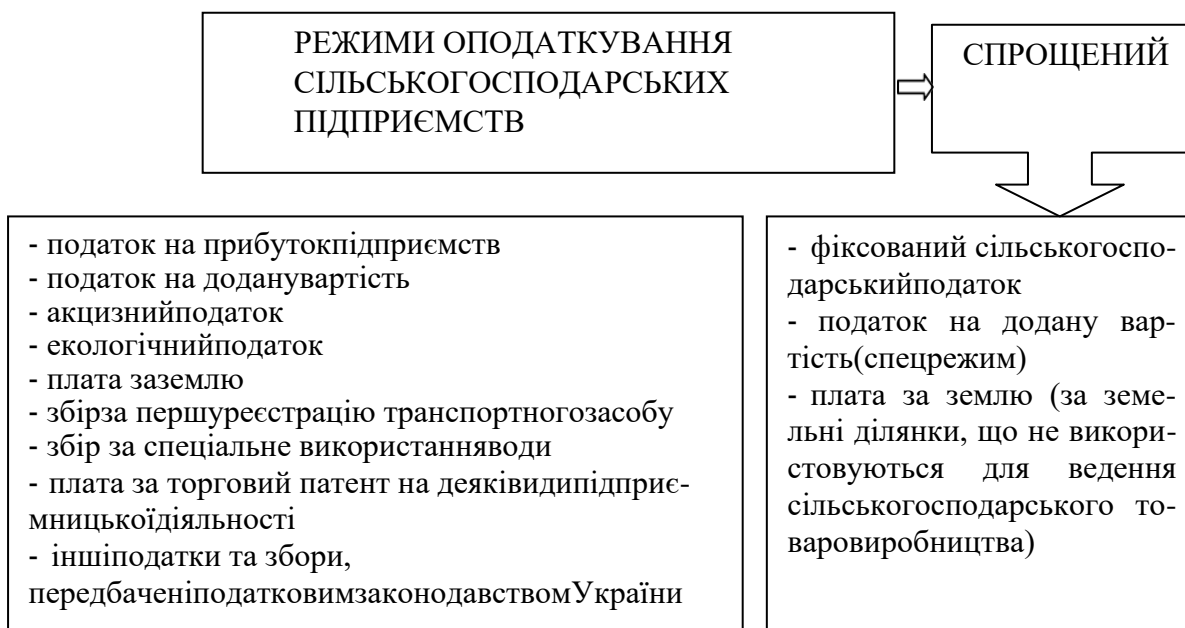 РЕЖИМИ ОПОДАТКУВАННЯ
СІЛЬСЬКОГОСПОДАРСЬКИХ
ПІДПРИЄМСТВ
СПРОЩЕНИЙ
- податок на прибутокпідприємств
- податок на доданувартість
- акцизнийподаток
- екологічнийподаток
- плата заземлю
- збірза першуреєстрацію транспортногозасобу
- збір за спеціальне використанняводи
- плата за торговий патент на деяківидипідприє-
мницькоїдіяльності
- іншіподатки та збори,
передбаченіподатковимзаконодавствомУкраїни
- фіксований сільськогоспо-
дарськийподаток
- податок на додану вар-
тість(спецрежим)
- плата за землю (за земе-
льні ділянки, що не викори-
стовуються для ведення
сільськогосподарського то-
варовиробництва)